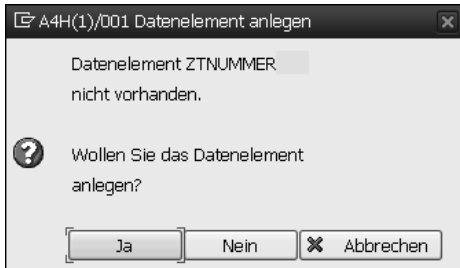 A4H(1)/001 Datenelement anlegen
Datenelement ZTNUMMER
nicht vorhanden.
Wollen Sie das Datenelement
anlegen?
Ja
Nein
Abbrechen